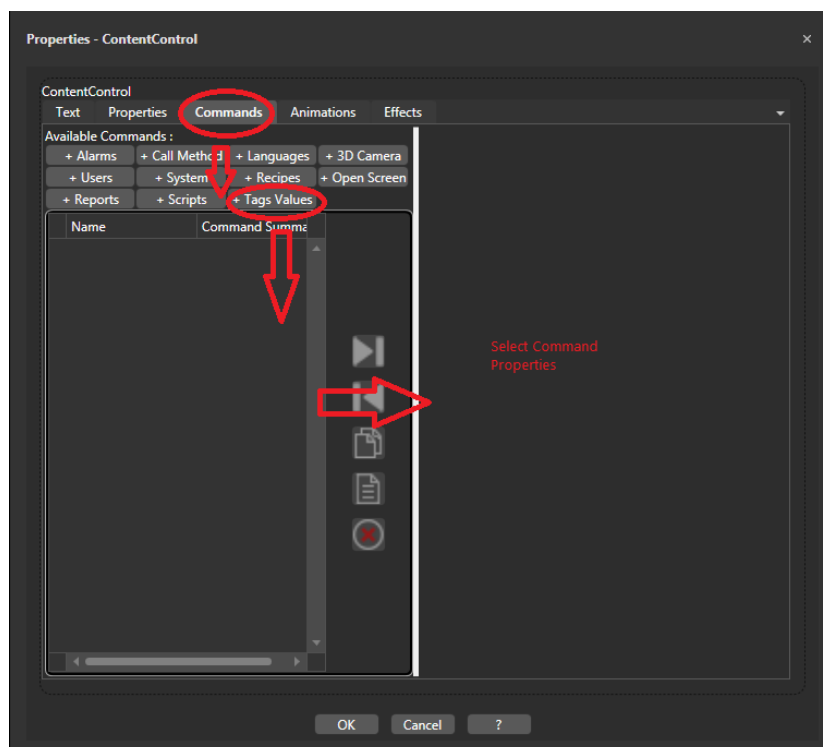 Properties - ContentControl
ContentControl
Text Properties Commands Animations Effects
Available Commands :
+ Alarms + Call Method + Languages + 3D Camera
+ Users + System + Recipes + Open Screen
+ Reports + Scripts + Tags Values
Name Command Summa
Select Command
Properties
OK Cancel ?